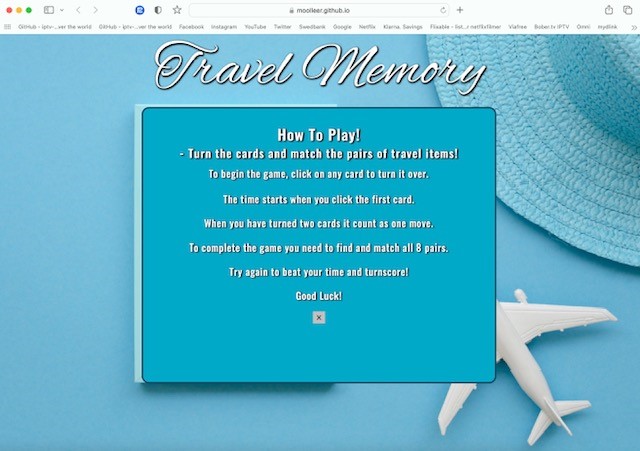 moolleer.github.io
GitHub - iptv-...ver the world GitHub - iptv-...ver the world Facebook Instagram YouTube Twitter Swedbank Google Netflix Klarna. Savings Flixable – list_r netflixfilmer Viafree Bober.tv IPTV Omni mydlink
Travel Memory
How To Play!
- Turn the cards and match the pairs of travel items!
To begin the game, click on any card to turn it over.
The time starts when you click the first card.
When you have turned two cards it count as one move.
To complete the game you need to find and match all 8 pairs.
Try again to beat your time and turnscore!
Good Luck!
X